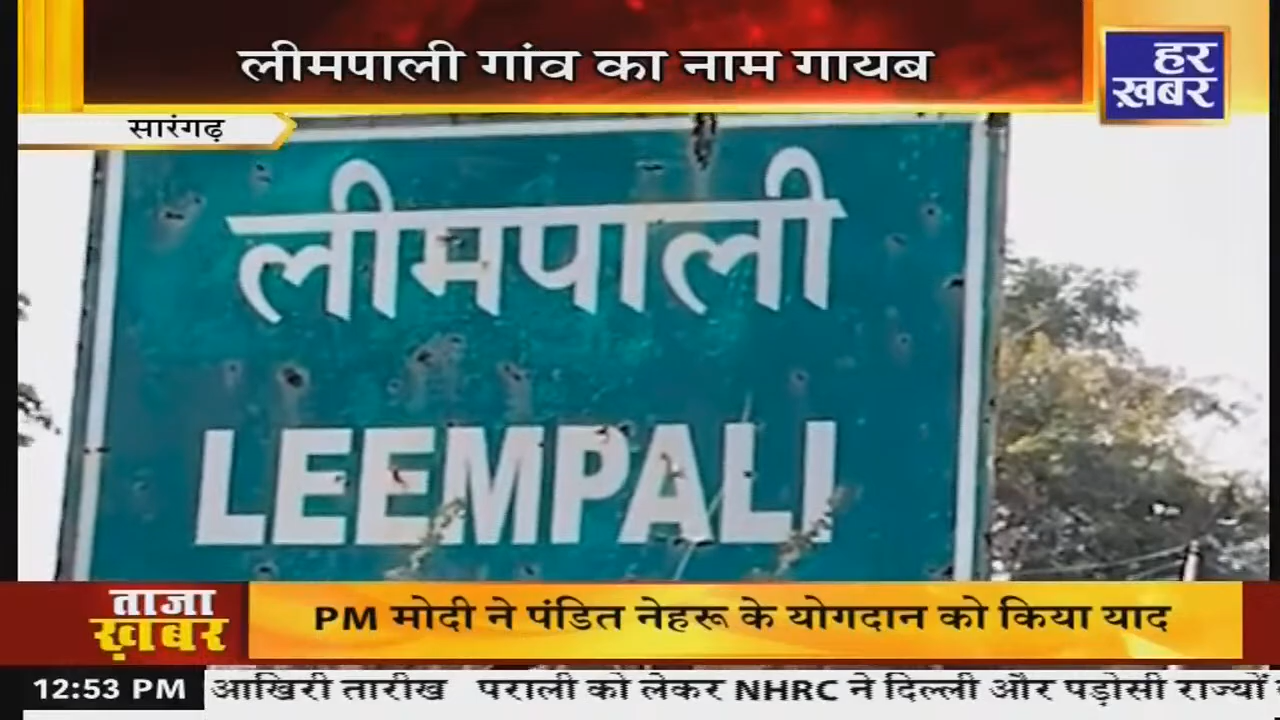 लीमपाली गांव का नाम गायब
हर
ख़बर
सारंगढ़
लीमपाली
LEEMPALI
ताजा
ख़बर
PM मोदी ने पंडित नेहरू के योगदान को किया याद
12:53 PM
आखिरी तारीख पराली को लेकर NHRC ने दिल्ली और पड़ोसी राज्यों